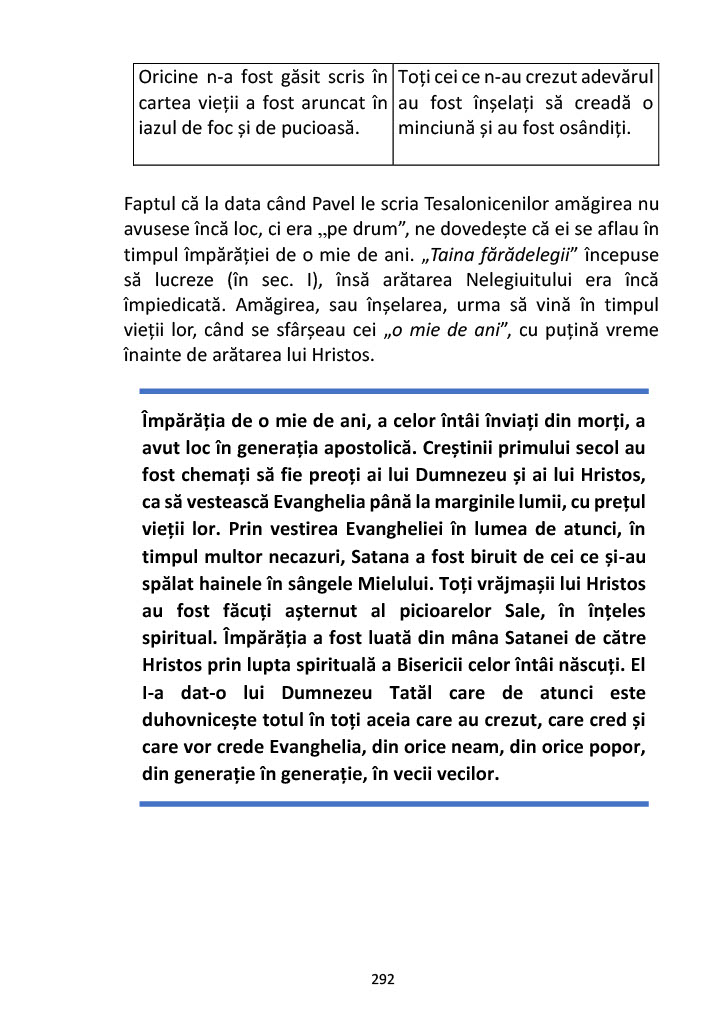 Oricine n-a fost găsit scris în
cartea vieții a fost aruncat în
iazul de foc și de pucioasă.
Toți cei ce n-au crezut adevărul
au fost înșelați să creadă o
minciună și au fost osândiți.
Faptul că la data când Pavel le scria Tesalonicenilor amăgirea nu
avusese încă loc, ci era „pe drum”, ne dovedește că ei se aflau în
timpul împărăției de o mie de ani. „Taina fărădelegii” începuse
să lucreze (în sec. I), însă arătarea Nelegiuitului era încă
împiedicată. Amăgirea, sau înșelarea, urma să vină în timpul
vieții lor, când se sfârșeau cei „o mie de ani”, cu puțină vreme
înainte de arătarea lui Hristos.
Împărăția de o mie de ani, a celor întâi înviați din morți, a
avut loc în generația apostolică. Creștinii primului secol au
fost chemați să fie preoți ai lui Dumnezeu și ai lui Hristos,
ca să vestească Evanghelia până la marginile lumii, cu prețul
vieții lor. Prin vestirea Evangheliei în lumea de atunci, în
timpul multor necazuri, Satana a fost biruit de cei ce și-au
spălat hainele în sângele Mielului. Toți vrăjmașii lui Hristos
au fost făcuți așternut al picioarelor Sale, în înțeles
spiritual. Împărăția a fost luată din mâna Satanei de către
Hristos prin lupta spirituală a Bisericii celor întâi născuți. El
I-a dat-o lui Dumnezeu Tatăl care de atunci este
duhovnicește totul în toți aceia care au crezut, care cred și
care vor crede Evanghelia, din orice neam, din orice popor,
din generație în generație, în vecii vecilor.
292